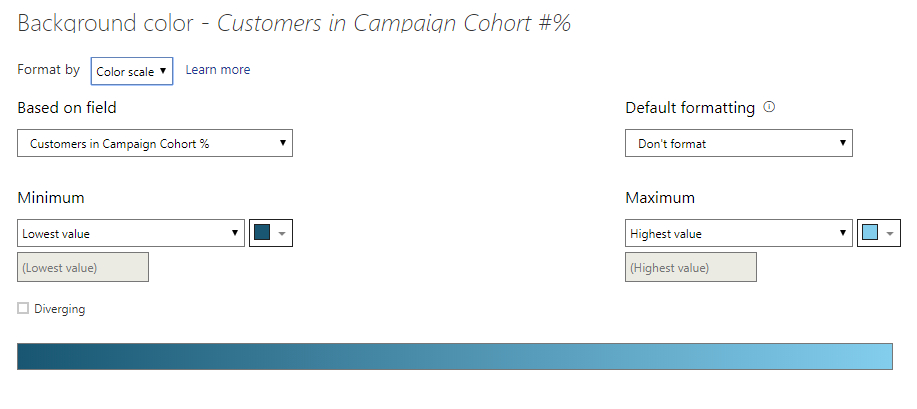 Background color - Customers in Campaign Cohort #%
Format by Color scale Learn more
Based on field Default formatting
Customers in Campaign Cohort % Don't format
Minimum Maximum
Lowest value Highest value
(Lowest value) (Highest value)
Diverging